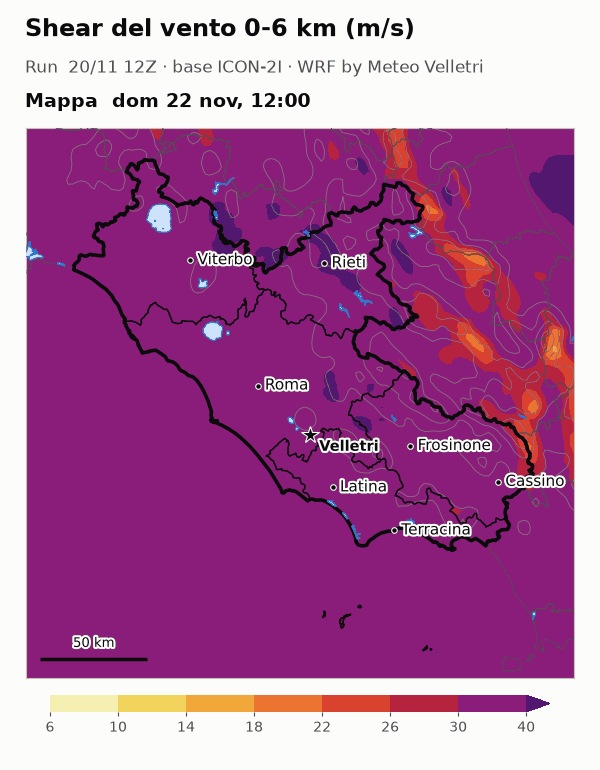 Shear del vento 0-6 km (m/s)
Run  20/11 12Z · base ICON-2I · WRF by Meteo Velletri
Mappa  dom 22 nov, 12:00
Viterbo
Rieti
Roma
Velletri
Frosinone
Cassino
Latina
Terracina
50 km
6 10 14 18 22 26 30 40